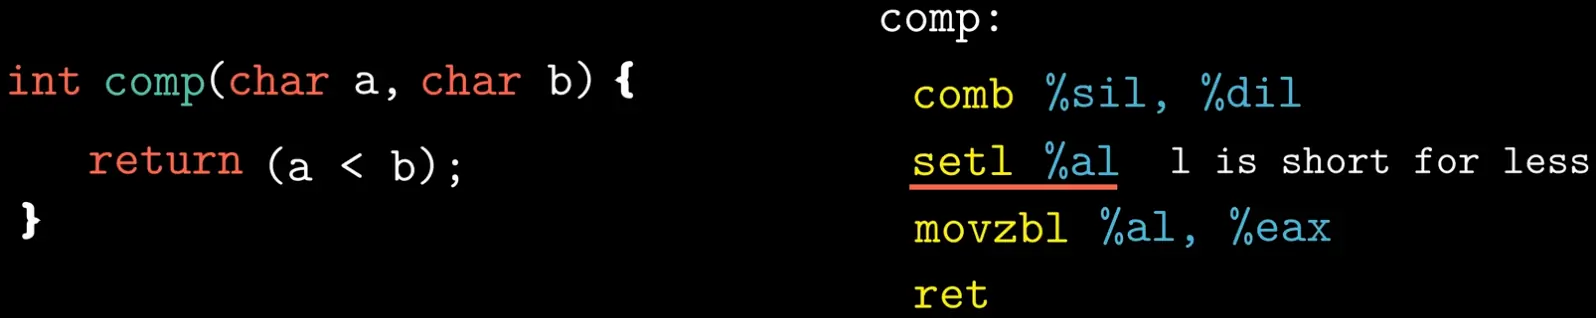 int comp(char a, char b) {
return (a < b);
}
comp:
comb %sil, %dil
setl %al l is short for less
movzbl %al, %eax
ret